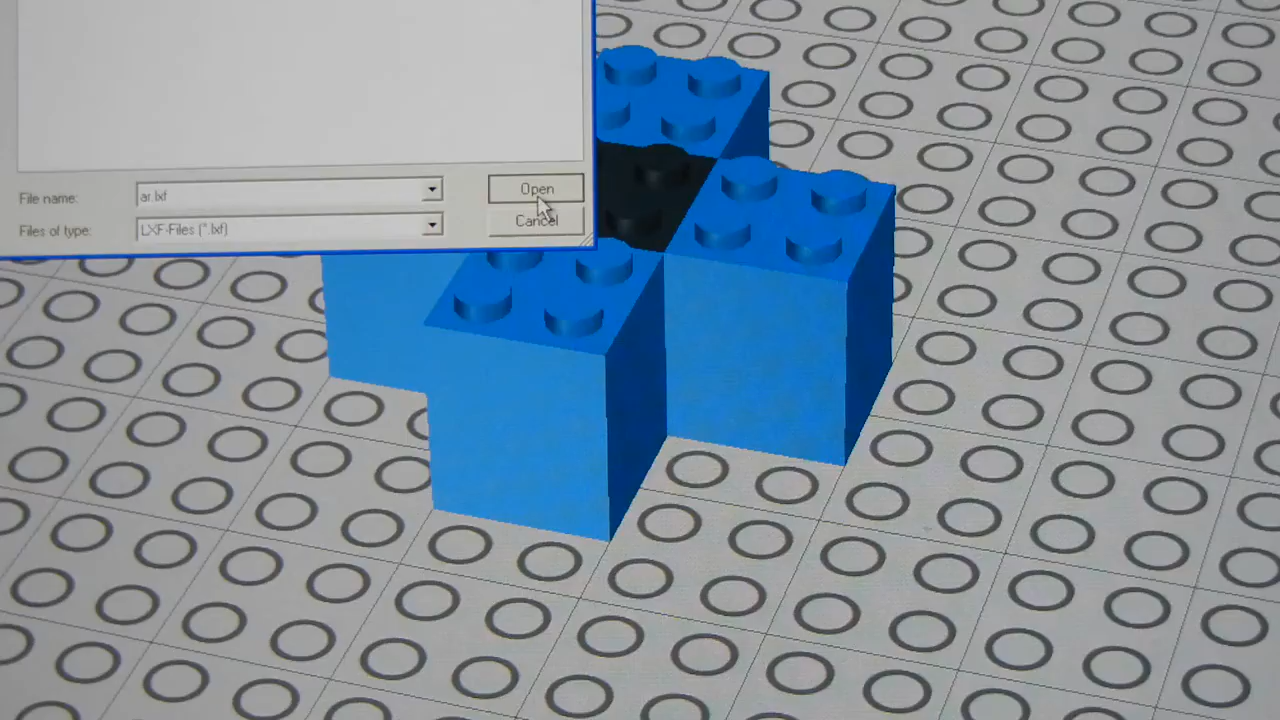 File name:
ar.lxf
Open
Files of type:
LXF-Files (*.lxf)
Cancel